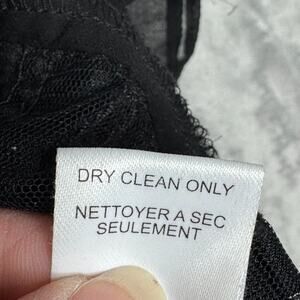 DRY CLEAN ONLY
NETTOYER A SEC
SEULEMENT